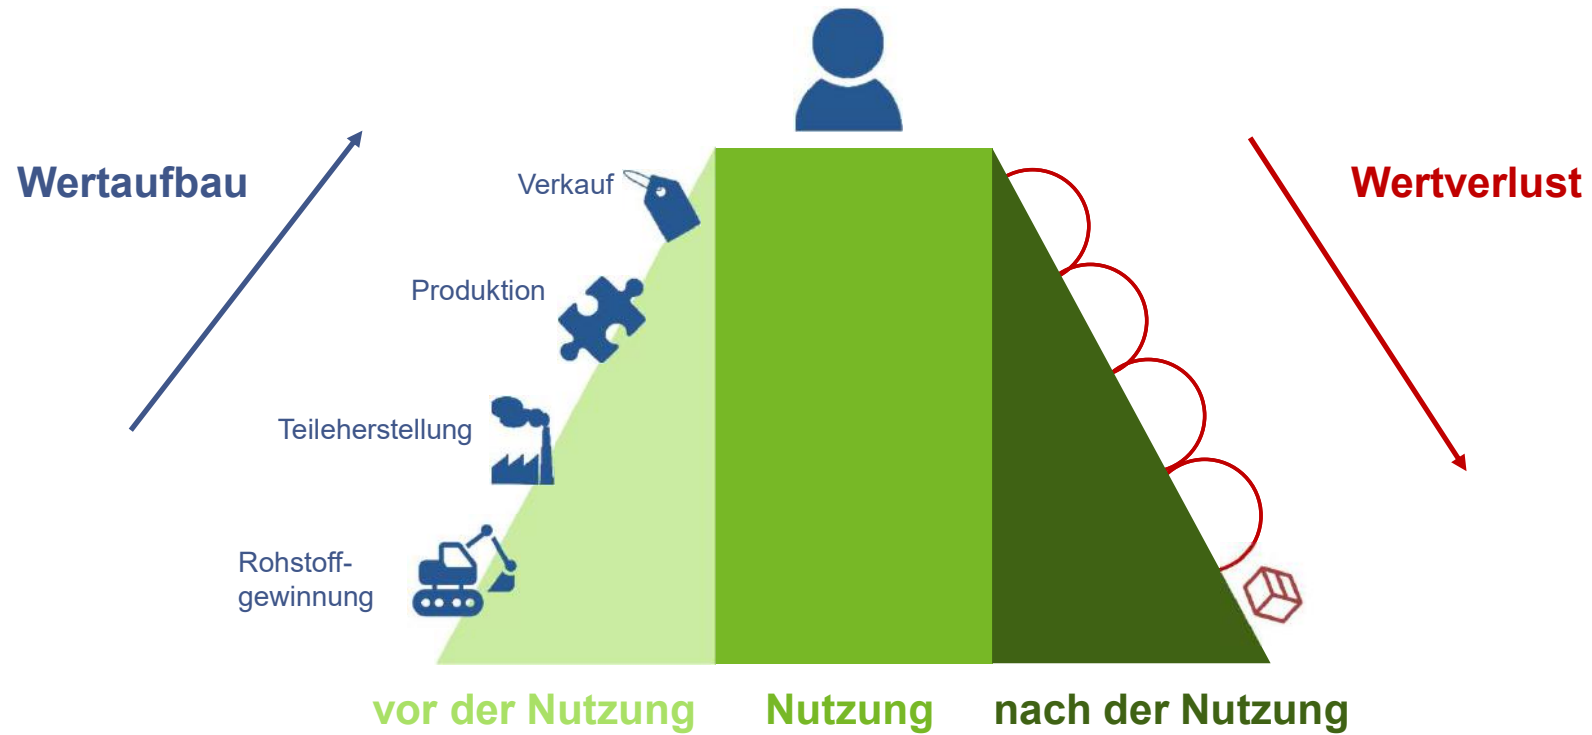 Wertaufbau
Wertverlust
Verkauf
Produktion
Teileherstellung
Rohstoff-
gewinnung
vor der Nutzung
Nutzung
nach der Nutzung